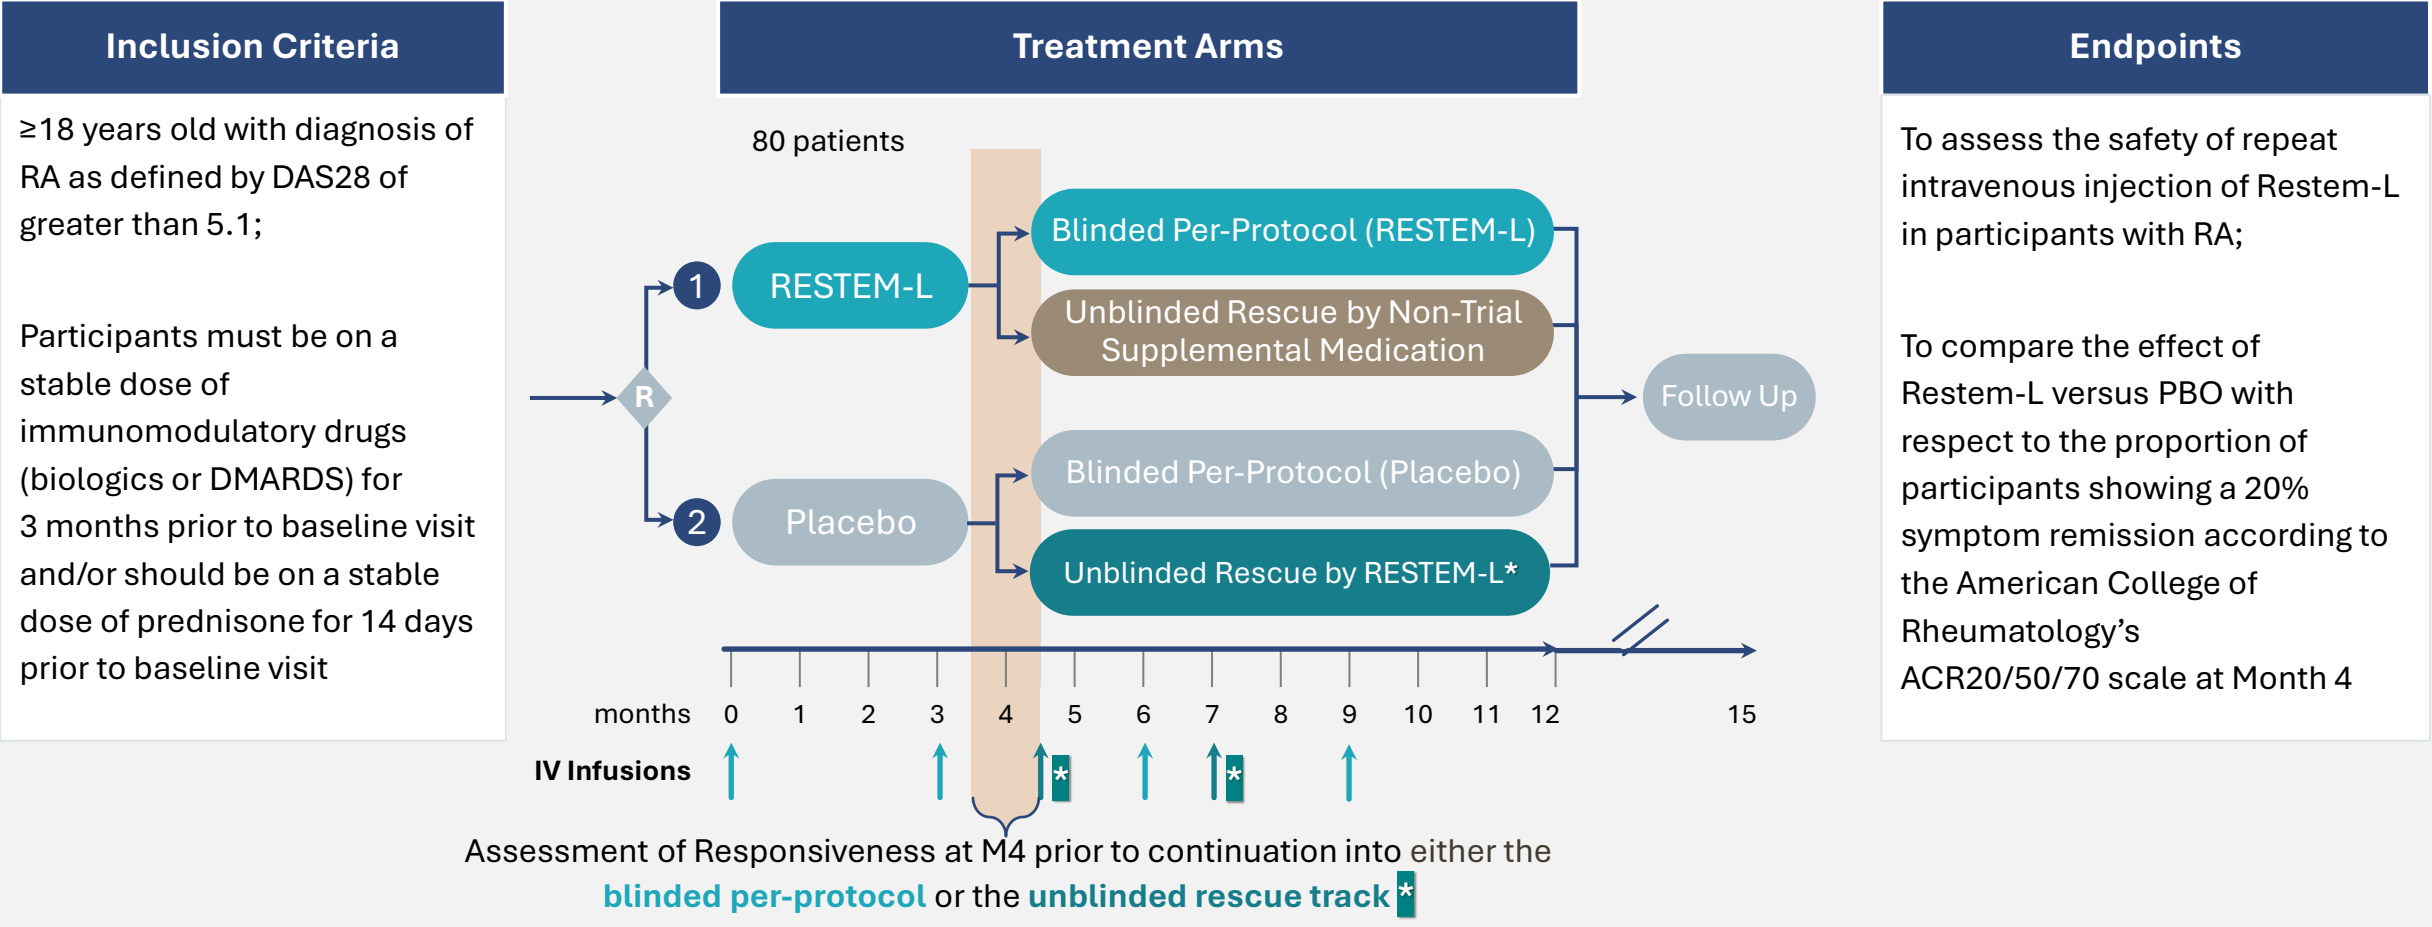 Inclusion Criteria
≥18 years old with diagnosis of
RA as defined by DAS28 of
greater than 5.1;
Participants must be on a
stable dose of
immunomodulatory drugs
(biologics or DMARDS) for
3 months prior to baseline visit
and/or should be on a stable
dose of prednisone for 14 days
prior to baseline visit
Treatment Arms
80 patients
R
1
RESTEM-L
2
Placebo
Blinded Per-Protocol (RESTEM-L)
Unblinded Rescue by Non-Trial
Supplemental Medication
Blinded Per-Protocol (Placebo)
Unblinded Rescue by RESTEM-L*
Follow Up
months 0 1 2 3 4 5 6 7 8 9 10 11 12 15
IV Infusions * *
Assessment of Responsiveness at M4 prior to continuation into either the
blinded per-protocol or the unblinded rescue track *
Endpoints
To assess the safety of repeat
intravenous injection of Restem-L
in participants with RA;
To compare the effect of
Restem-L versus PBO with
respect to the proportion of
participants showing a 20%
symptom remission according to
the American College of
Rheumatology’s
ACR20/50/70 scale at Month 4